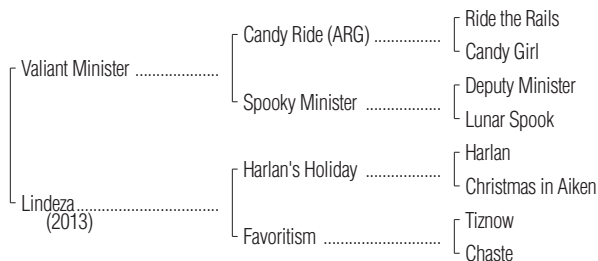 Ride the Rails
Candy Ride (ARG) ..................
Candy Girl
Valiant Minister ......................
Deputy Minister
Spooky Minister ....................
Lunar Spook
Harlan
Harlan's Holiday ....................
Christmas in Aiken
Lindeza......................................
(2013)
Tiznow
Favoritism ...............................
Chaste